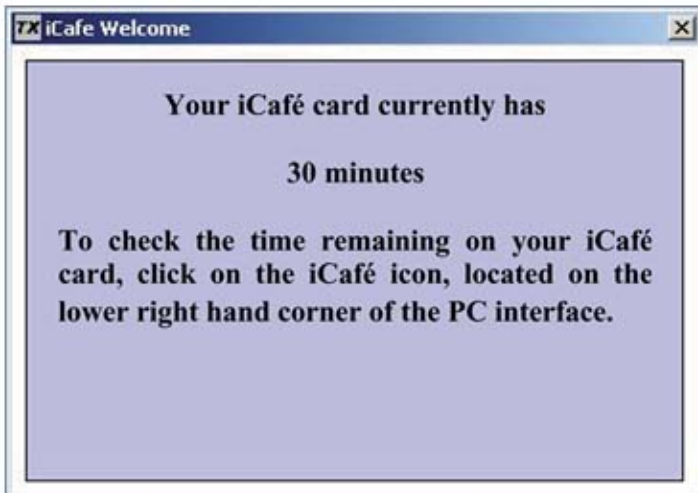 TX iCafe Welcome
Your iCafé card currently has
30 minutes
To check the time remaining on your iCafé
card, click on the iCafé icon, located on the
lower right hand corner of the PC interface.